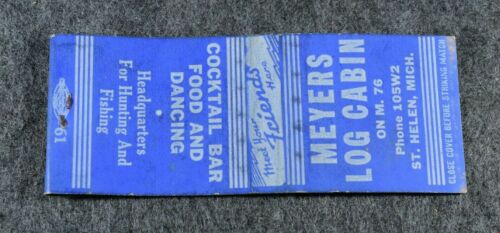 COCKTAIL BAR
FOOD AND
DANCING
Headquarters
For Hunting And
Fishing
61
Meet Your
Friends
Here
MEYERS
LOG CABIN
ON M. 76
Phone 105W2
ST. HELEN, MICH.
CLOSE COVER BEFORE STRIKING MATCH